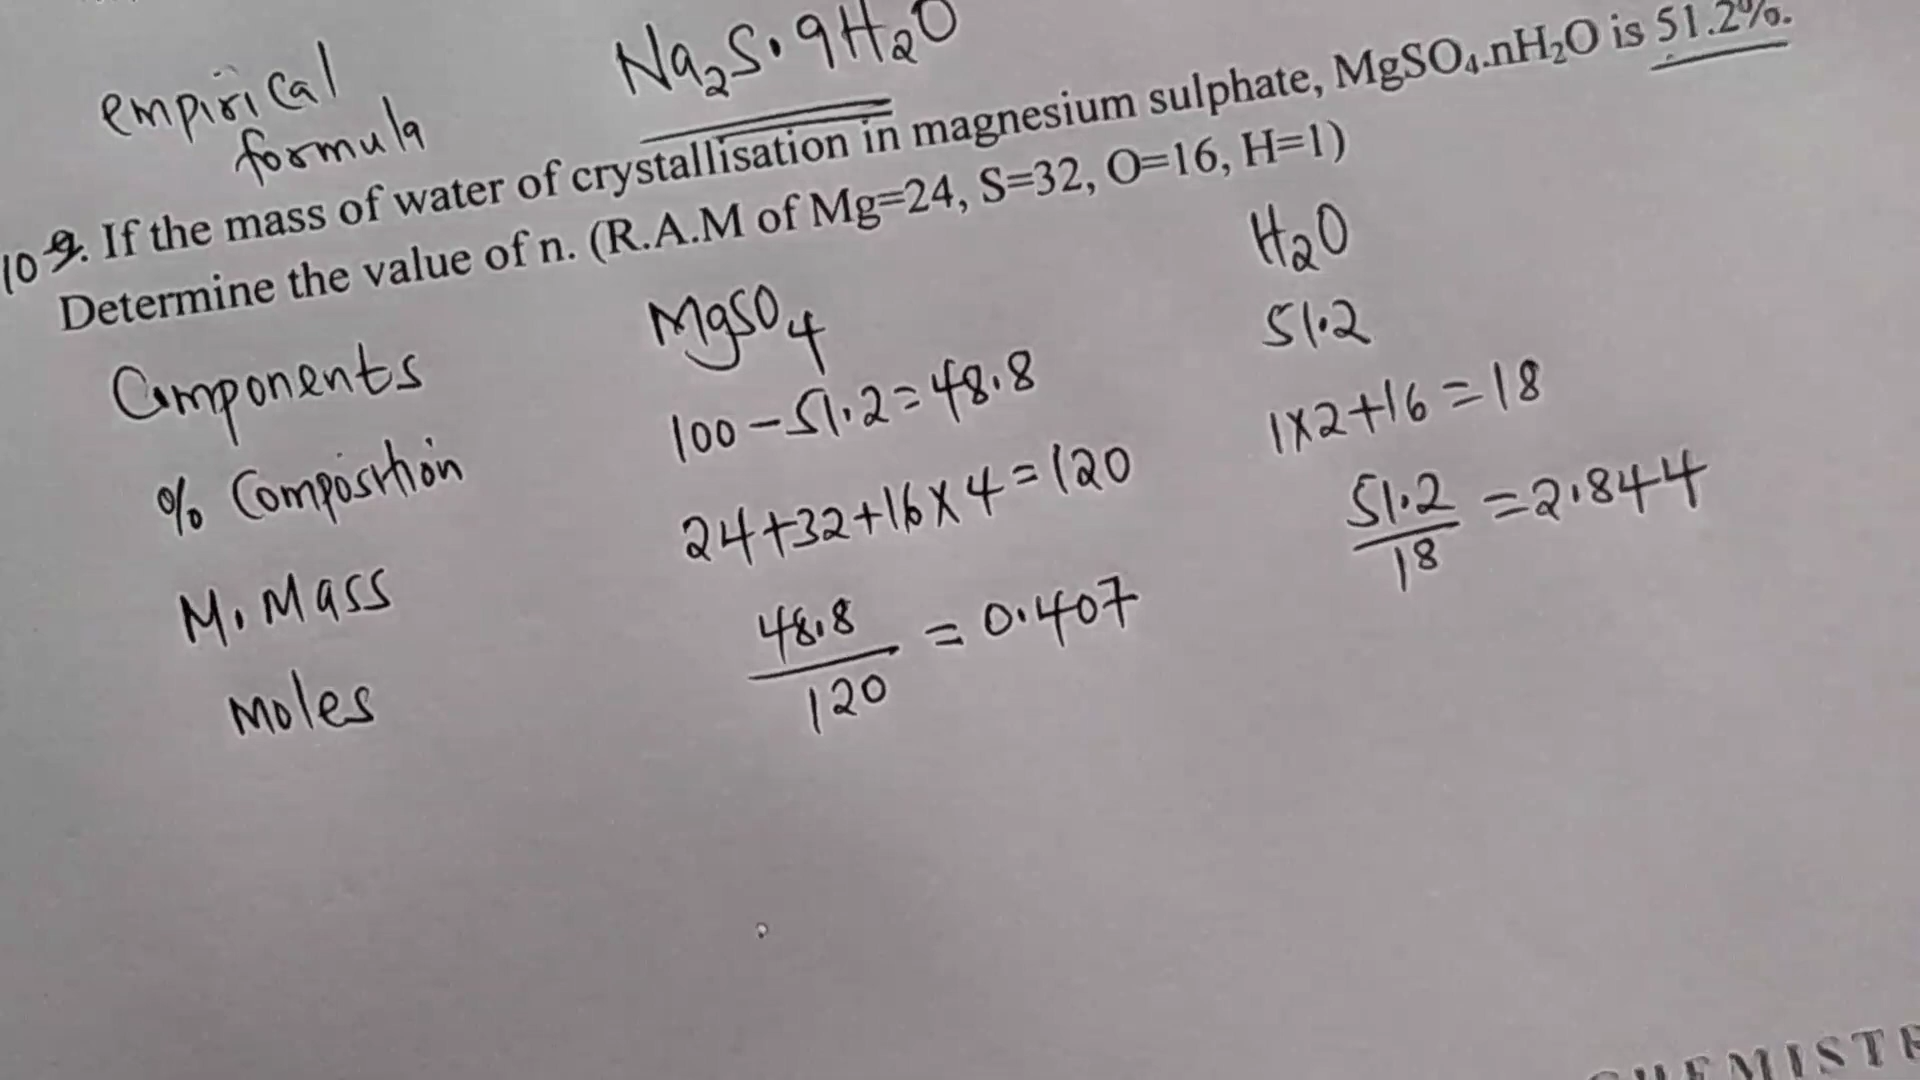 Na₂S.9H₂O
empirical
formula
10 9. If the mass of water of crystallisation in magnesium sulphate, MgSO₄.nH₂O is 51.2%.
Determine the value of n. (R.A.M of Mg=24, S=32, O=16, H=1)
Components MgSO₄ H₂O
% Composition 100-51.2=48.8 51.2
M. Mass 24+32+16×4=120 1×2+16=18
Moles 48.8/120 = 0.407 51.2/18 = 2.844